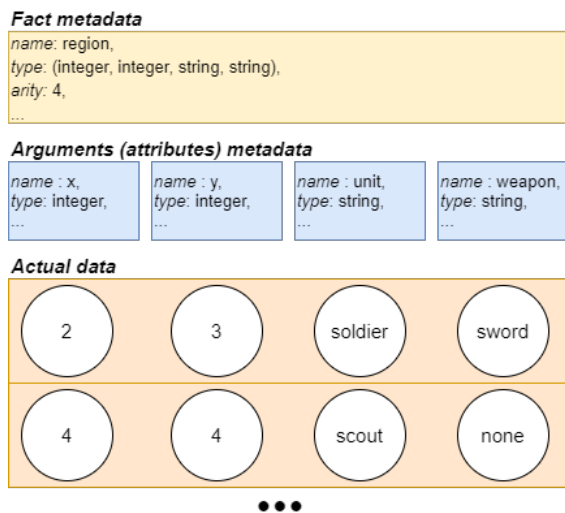 Fact metadata
name: region,
type: (integer, integer, string, string),
arity: 4,
...
Arguments (attributes) metadata
name : x, name : y, name : unit, name : weapon,
type: integer, type: integer, type: string, type: string,
... ... ... ...
Actual data
2 3 soldier sword
4 4 scout none
•••